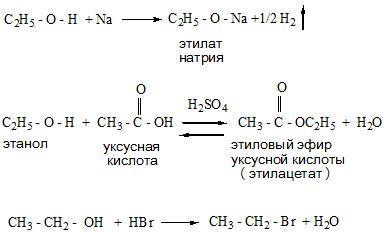 C₂H₅ - O - H + Na ⟶ C₂H₅ - O - Na +1/2 H₂ ↑
этилат
натрия
O O
H₂SO₄
C₂H₅ - O - H + CH₃ - C - OH ⇄ CH₃ - C - OC₂H₅ + H₂O
этанол уксусная этиловый эфир
кислота уксусной кислоты
( этилацетат )
CH₃ - CH₂ - OH + HBr ⟶ CH₃ - CH₂ - Br + H₂O